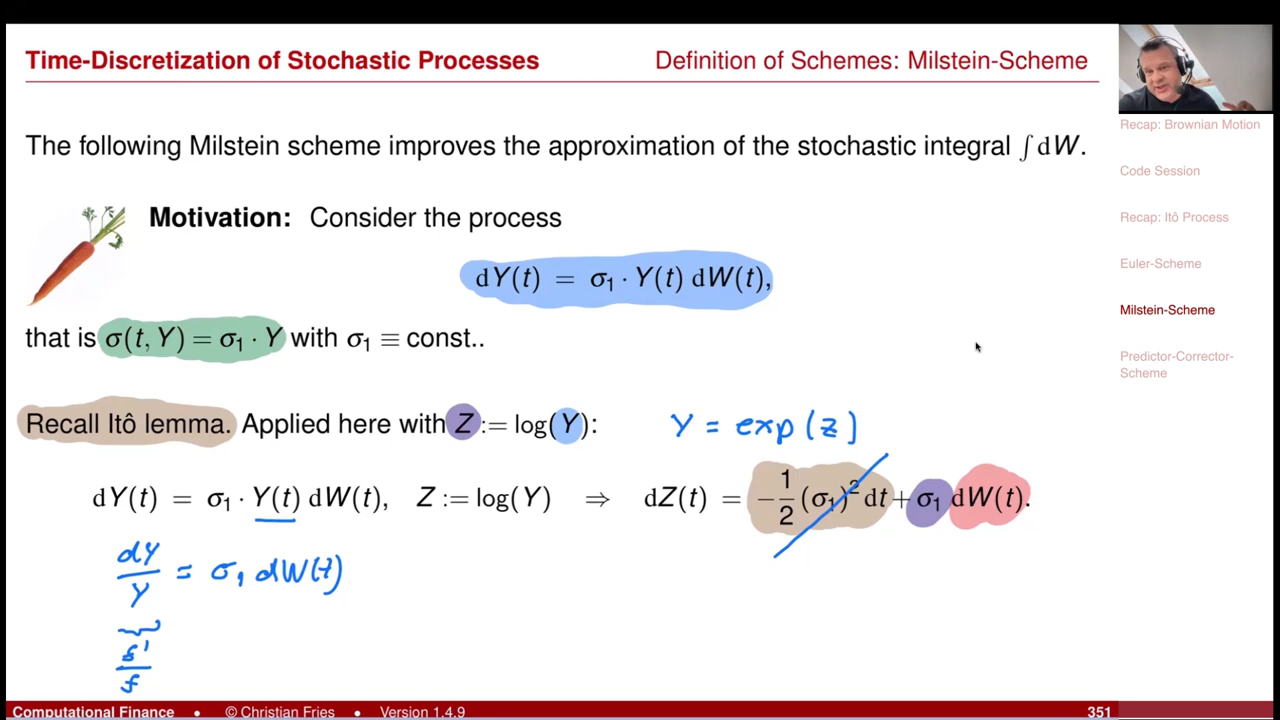 Time-Discretization of Stochastic Processes
Definition of Schemes: Milstein-Scheme
The following Milstein scheme improves the approximation of the stochastic integral ∫ dW.
Motivation: Consider the process
dY(t) = σ₁ · Y(t) dW(t),
that is σ(t, Y) = σ₁ · Y with σ₁ ≡ const..
Recall Itô lemma. Applied here with Z := log(Y):
Y = exp(z)
dY(t) = σ₁ · Y(t) dW(t), Z := log(Y) ⇒ dZ(t) = −1/2 (σ₁)² dt + σ₁ dW(t).
dY/Y = σ₁ dW(t)
f'/f
Recap: Brownian Motion
Code Session
Recap: Itô Process
Euler-Scheme
Milstein-Scheme
Predictor-Corrector-
Scheme
Computational Finance • © Christian Fries • Version 1.4.9
351